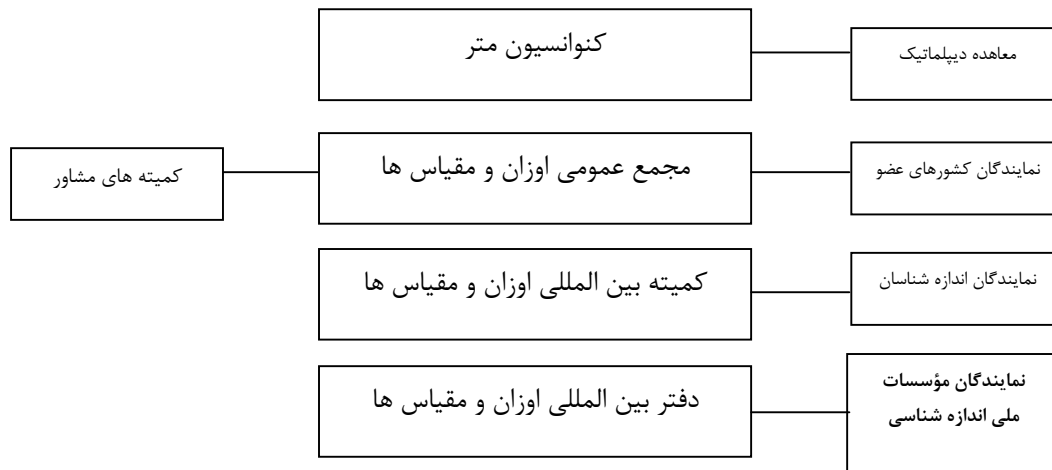 کنوانسیون متر
معاهده دیپلماتیک
مجمع عمومی اوزان و مقیاس ها
نمایندگان کشورهای عضو
کمیته های مشاور
کمیته بین المللی اوزان و مقیاس ها
نمایندگان اندازه شناسان
دفتر بین المللی اوزان و مقیاس ها
نمایندگان مؤسسات
ملی اندازه شناسی